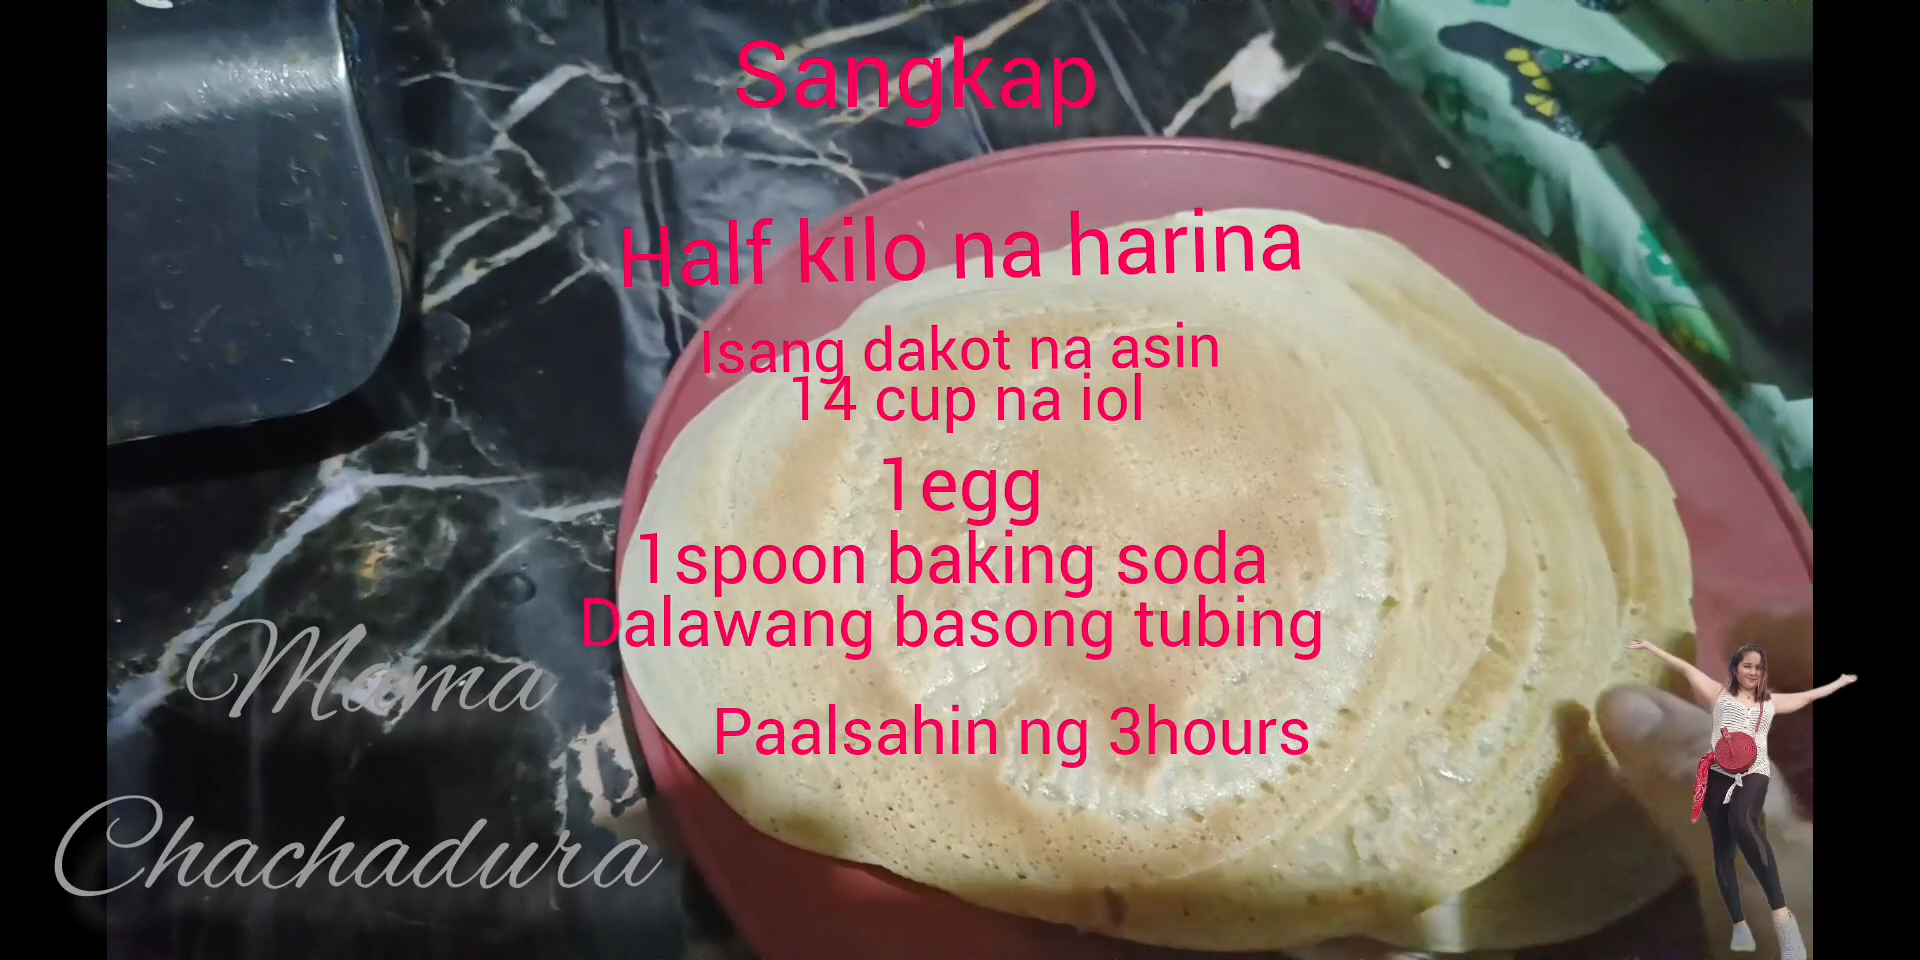 Sangkap
Half kilo na harina
Isang dakot na asin
14 cup na iol
1egg
1spoon baking soda
Dalawang basong tubing
Paalsahin ng 3hours
Mama
Chachadura